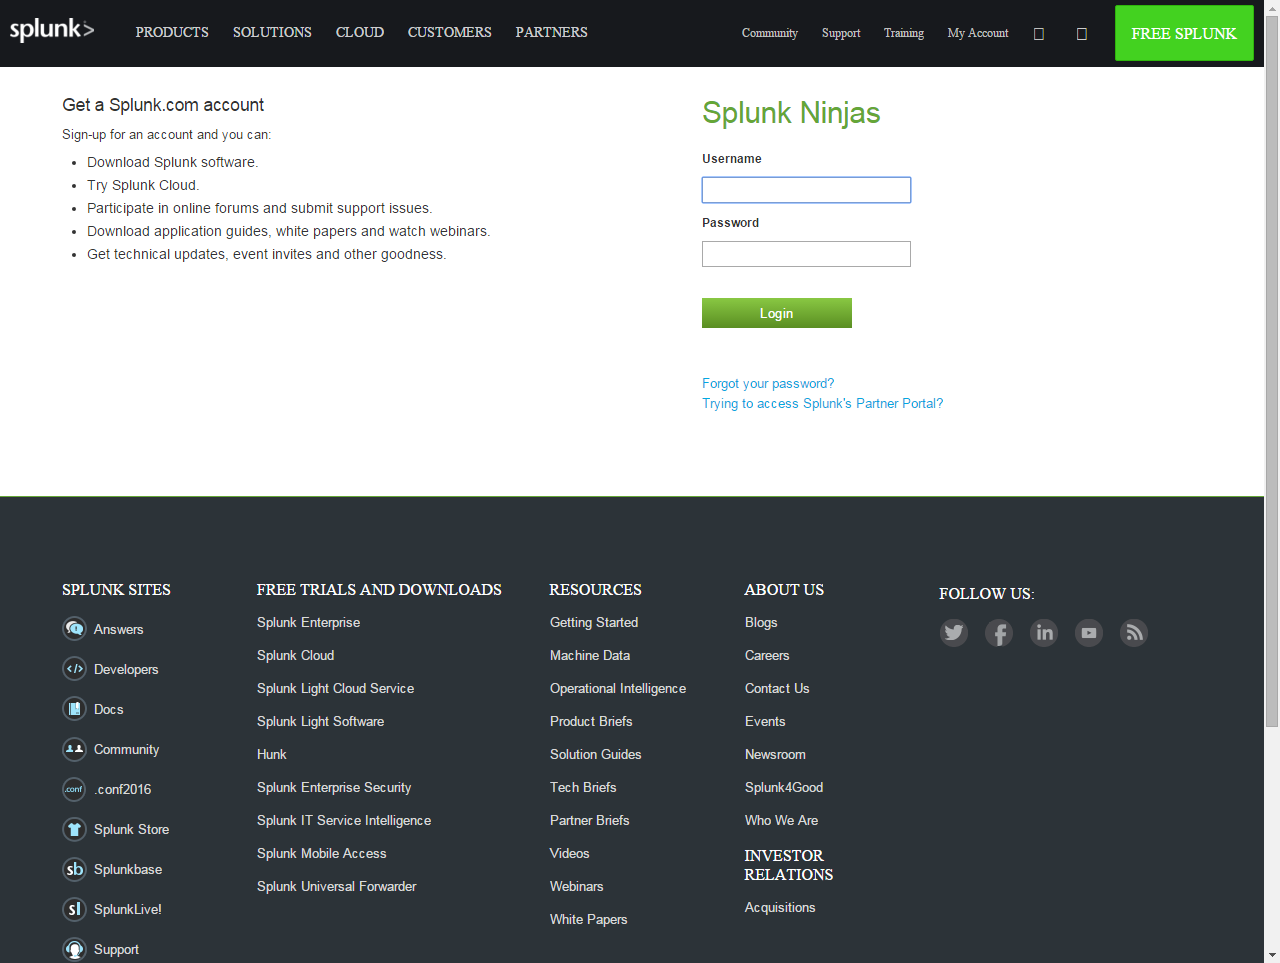 splunk>
PRODUCTS SOLUTIONS CLOUD CUSTOMERS PARTNERS
Community Support Training My Account
FREE SPLUNK
Get a Splunk.com account
Sign-up for an account and you can:
• Download Splunk software.
• Try Splunk Cloud.
• Participate in online forums and submit support issues.
• Download application guides, white papers and watch webinars.
• Get technical updates, event invites and other goodness.
Splunk Ninjas
Username
Password
Login
Forgot your password?
Trying to access Splunk's Partner Portal?
SPLUNK SITES
Answers
</> Developers
Docs
Community
.conf .conf2016
Splunk Store
sb Splunkbase
sl SplunkLive!
Support
FREE TRIALS AND DOWNLOADS
Splunk Enterprise
Splunk Cloud
Splunk Light Cloud Service
Splunk Light Software
Hunk
Splunk Enterprise Security
Splunk IT Service Intelligence
Splunk Mobile Access
Splunk Universal Forwarder
RESOURCES
Getting Started
Machine Data
Operational Intelligence
Product Briefs
Solution Guides
Tech Briefs
Partner Briefs
Videos
Webinars
White Papers
ABOUT US
Blogs
Careers
Contact Us
Events
Newsroom
Splunk4Good
Who We Are
INVESTOR
RELATIONS
Acquisitions
FOLLOW US: